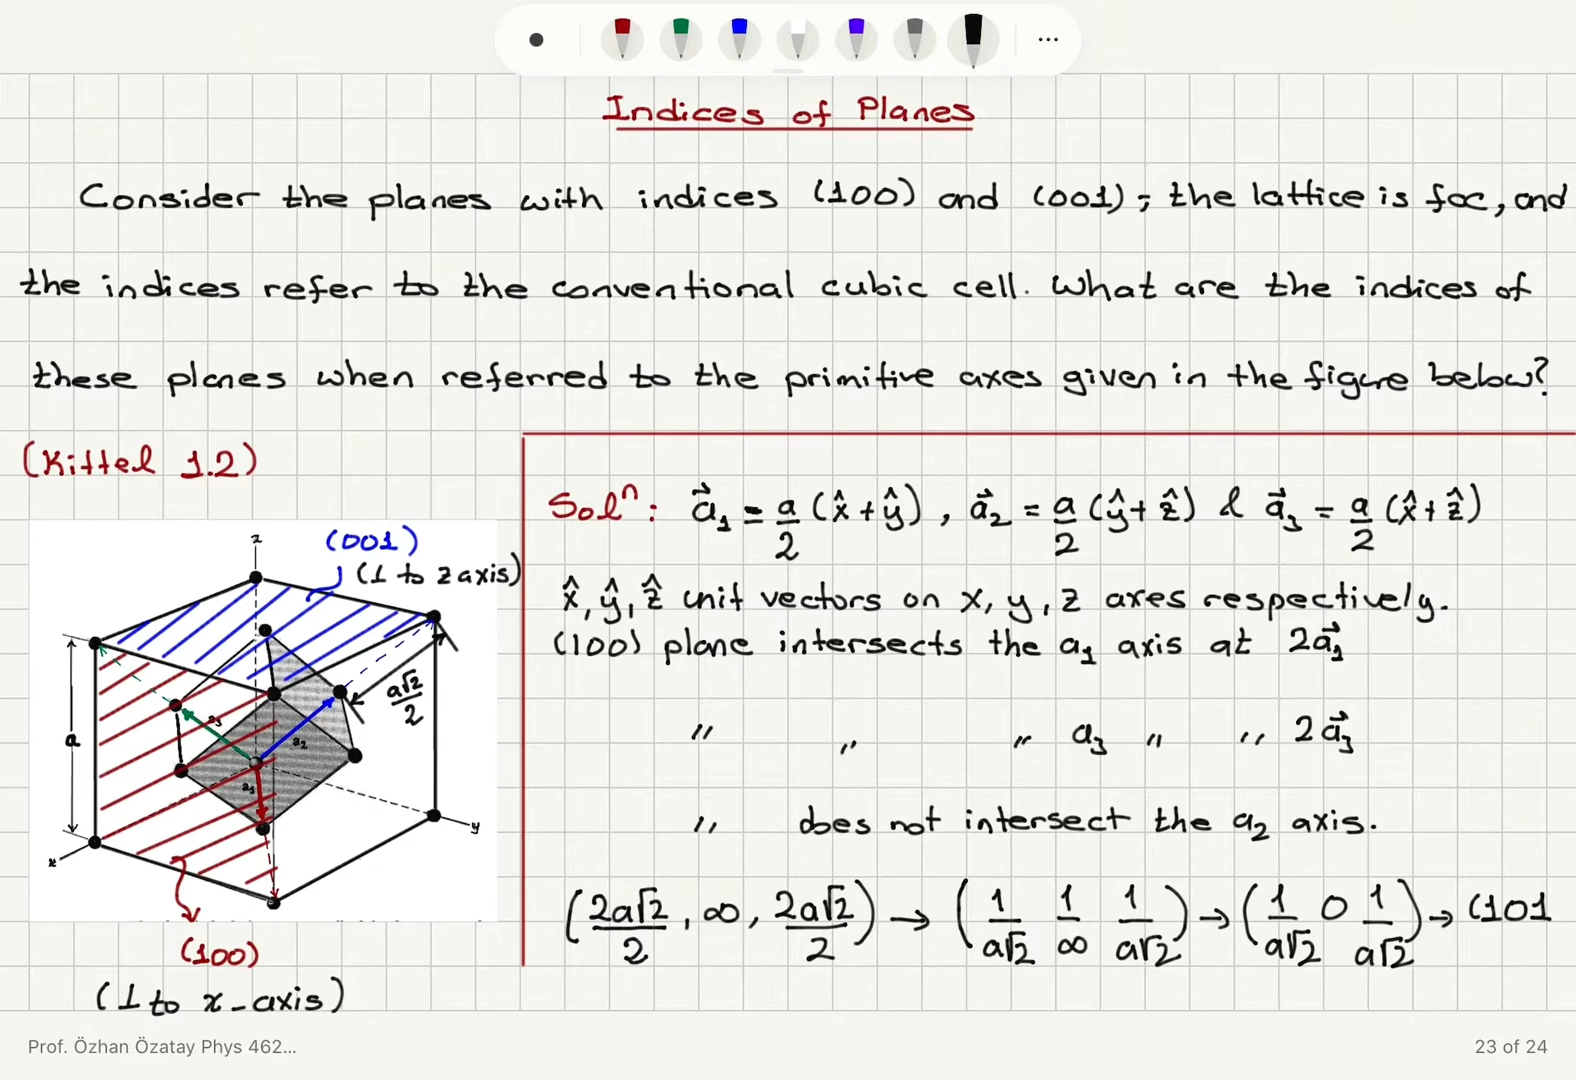 Indices of Planes
Consider the planes with indices (100) and (001); the lattice is fcc, and
the indices refer to the conventional cubic cell. What are the indices of
these planes when referred to the primitive axes given in the figure below?
(Kittel 1.2)
Solⁿ: a⃗₁ = a/2 (x̂+ŷ), a⃗₂ = a/2 (ŷ+ẑ) & a⃗₃ = a/2 (x̂+ẑ)
x̂, ŷ, ẑ unit vectors on x, y, z axes respectively.
(100) plane intersects the a₁ axis at 2a⃗₁
" " " a₃ " " 2a⃗₃
" does not intersect the a₂ axis.
(2a√2/2, ∞, 2a√2/2) → (1/a√2 1/∞ 1/a√2) → (1/a√2 0 1/a√2) → (101
z
(001)
(⊥ to z axis)
a√2/2
a
a₃
a₂
a₁
x
y
(100)
(⊥ to x-axis)
Prof. Özhan Özatay Phys 462...
23 of 24